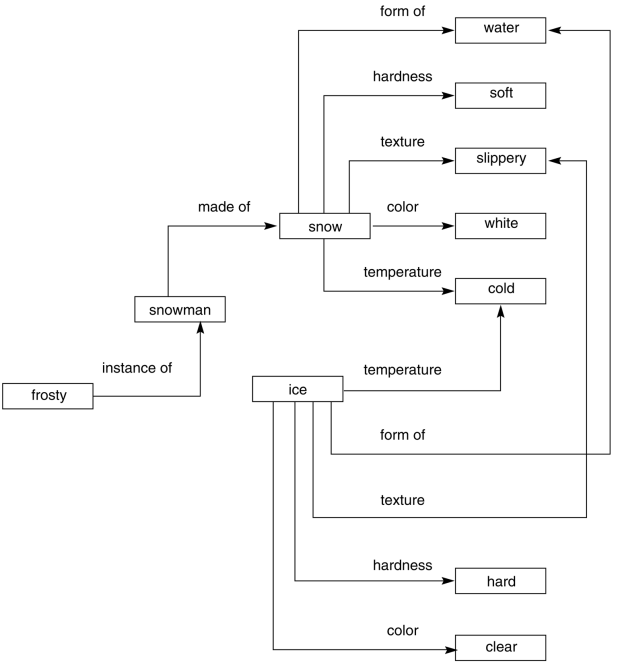 form of
water
hardness
soft
texture
slippery
made of
color
snow
white
temperature
cold
snowman
instance of
frosty
temperature
ice
form of
texture
hardness
hard
color
clear